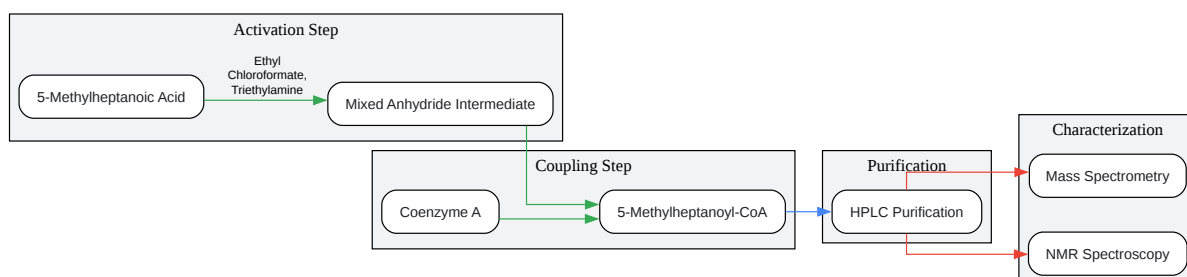 Activation Step
5-Methylheptanoic Acid
Ethyl
Chloroformate,
Triethylamine
Mixed Anhydride Intermediate
Coupling Step
Coenzyme A
5-Methylheptanoyl-CoA
Purification
HPLC Purification
Characterization
Mass Spectrometry
NMR Spectroscopy